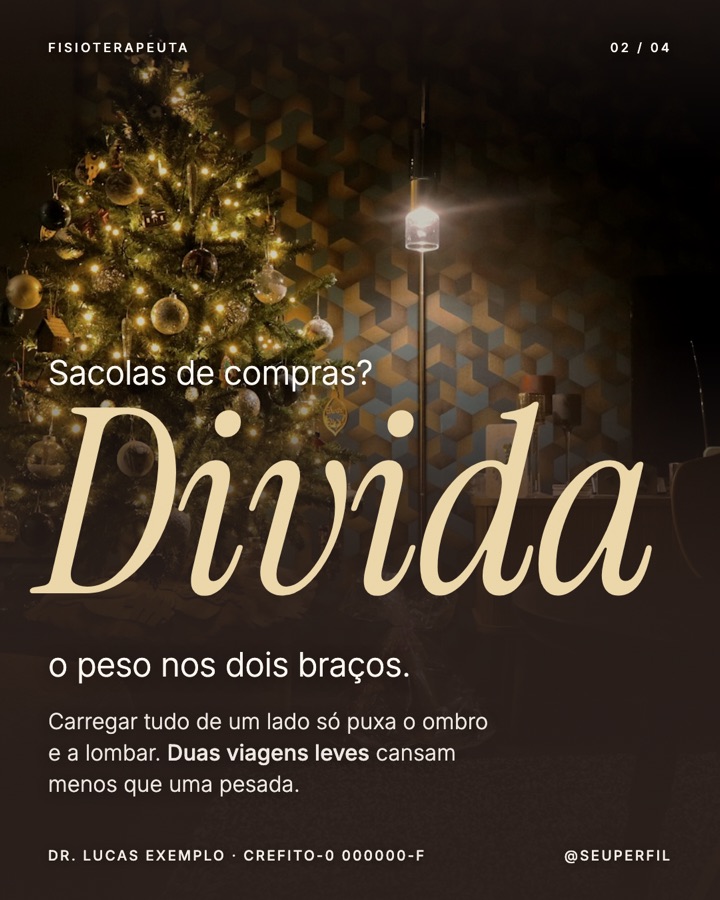 FISIOTERAPEUTA
02 / 04
Sacolas de compras?
Divida
o peso nos dois braços.
Carregar tudo de um lado só puxa o ombro
e a lombar. Duas viagens leves cansam
menos que uma pesada.
DR. LUCAS EXEMPLO · CREFITO-0 000000-F
@SEUPERFIL